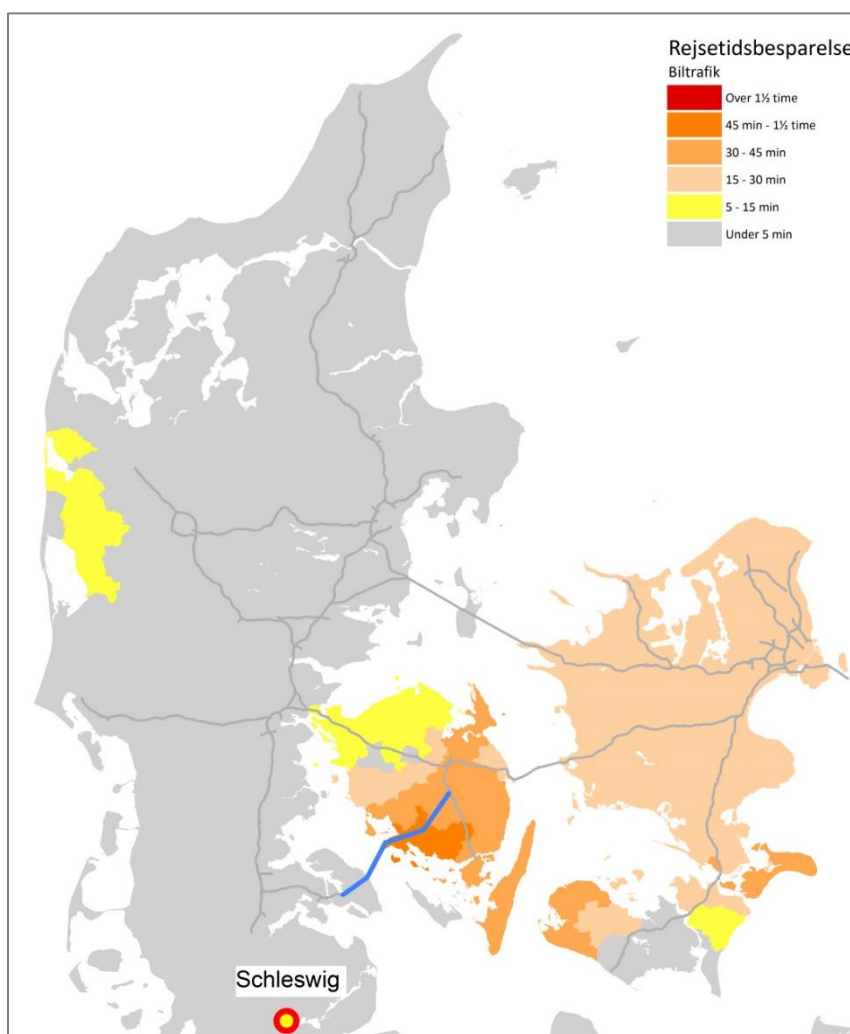 Rejsetidsbesparelse
Biltrafik
Over 1½ time
45 min - 1½ time
30 - 45 min
15 - 30 min
5 - 15 min
Under 5 min
Schleswig